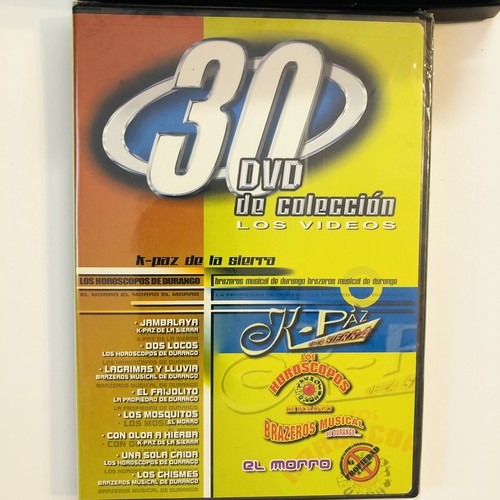 30
DVD
de colección
LOS VIDEOS
K-paz de la sierra
LOS HOROSCOPOS DE DURANGO
brazeros musical de durango brazeros musical de durango
EL MORRO EL MORRO EL MORRO
· JAMBALAYA
K-PAZ DE LA SIERRA
· DOS LOCOS
LOS HOROSCOPOS DE DURANGO
· LAGRIMAS Y LLUVIA
BRAZEROS MUSICAL DE DURANGO
· EL FRIJOLITO
LA PROPIEDAD DE DURANGO
· LOS MOSQUITOS
EL MORRO
· CON OLOR A HIERBA
K-PAZ DE LA SIERRA
· UNA SOLA CAIDA
LOS HOROSCOPOS DE DURANGO
· LOS CHISMES
BRAZEROS MUSICAL DE DURANGO
K-PAZ
DE LA SIERRA
LOS
HOROSCOPOS
DE DURANGO
BRAZEROS MUSICAL
DE DURANGO
EL MORRO